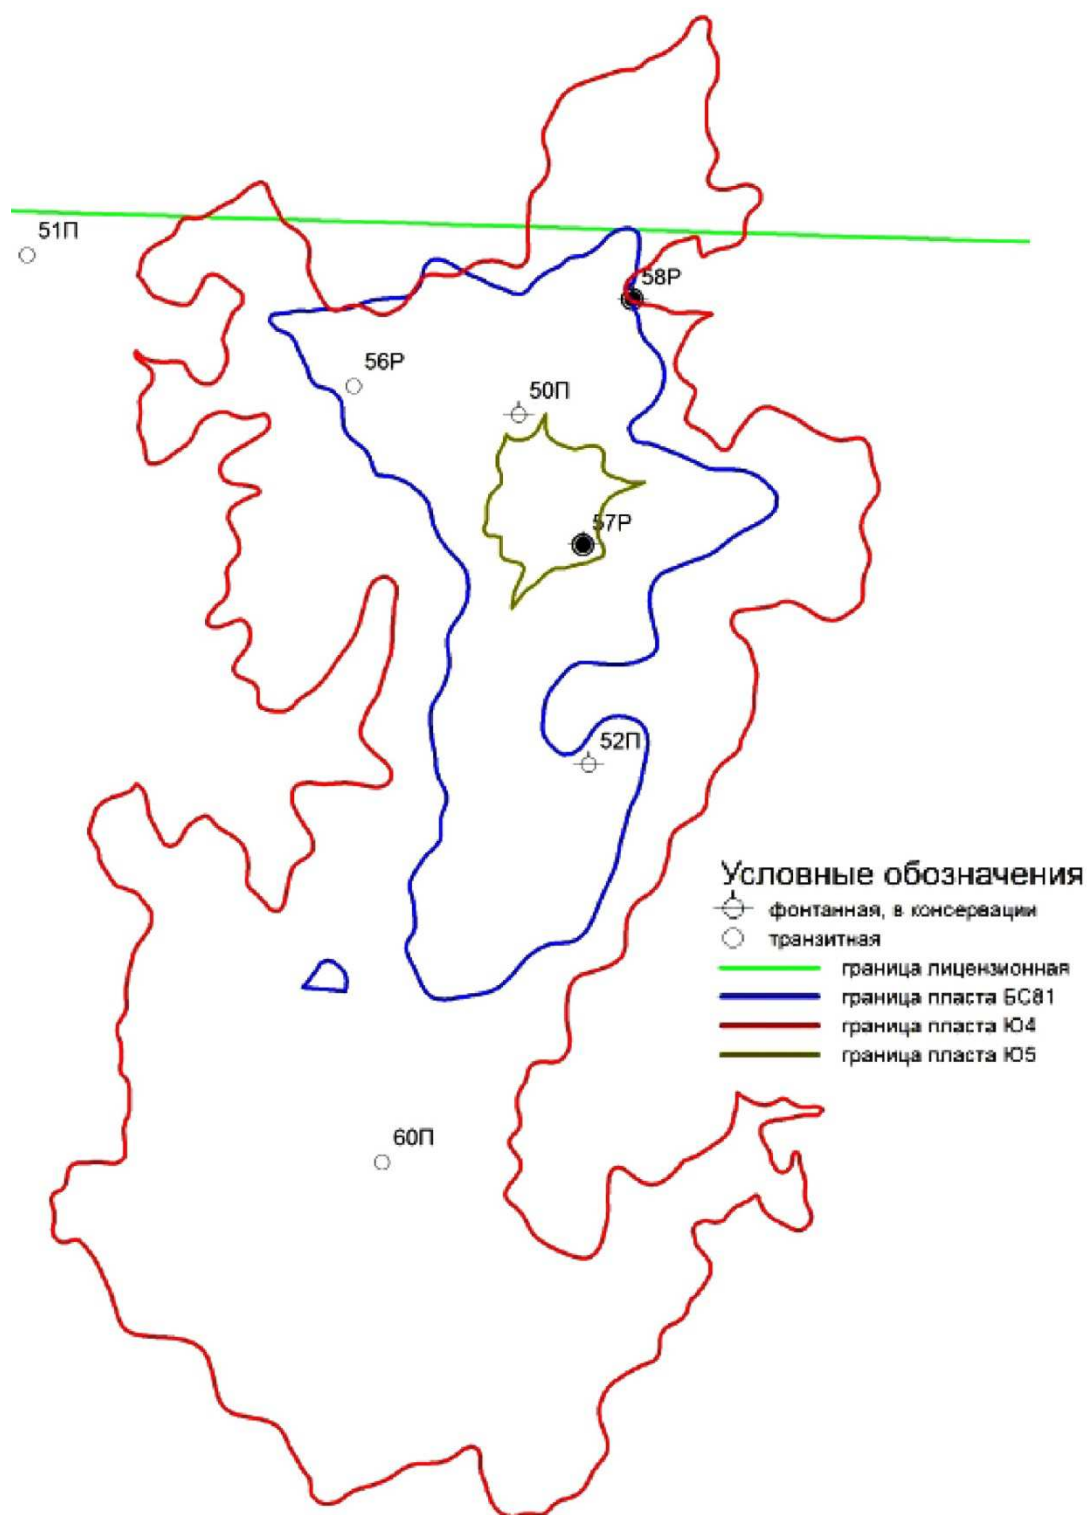 51П
58Р
56Р
50П
57Р
52П
Условные обозначения
фонтанная, в консервации
транзитная
граница лицензионная
граница пласта БС81
граница пласта Ю4
граница пласта Ю5
60П